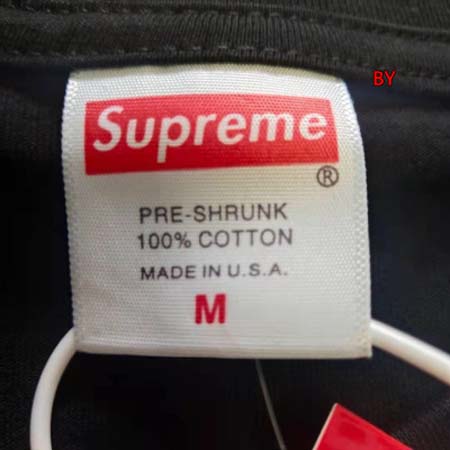 BY
Supreme
®
PRE-SHRUNK
100% COTTON
MADE IN U.S.A.
M